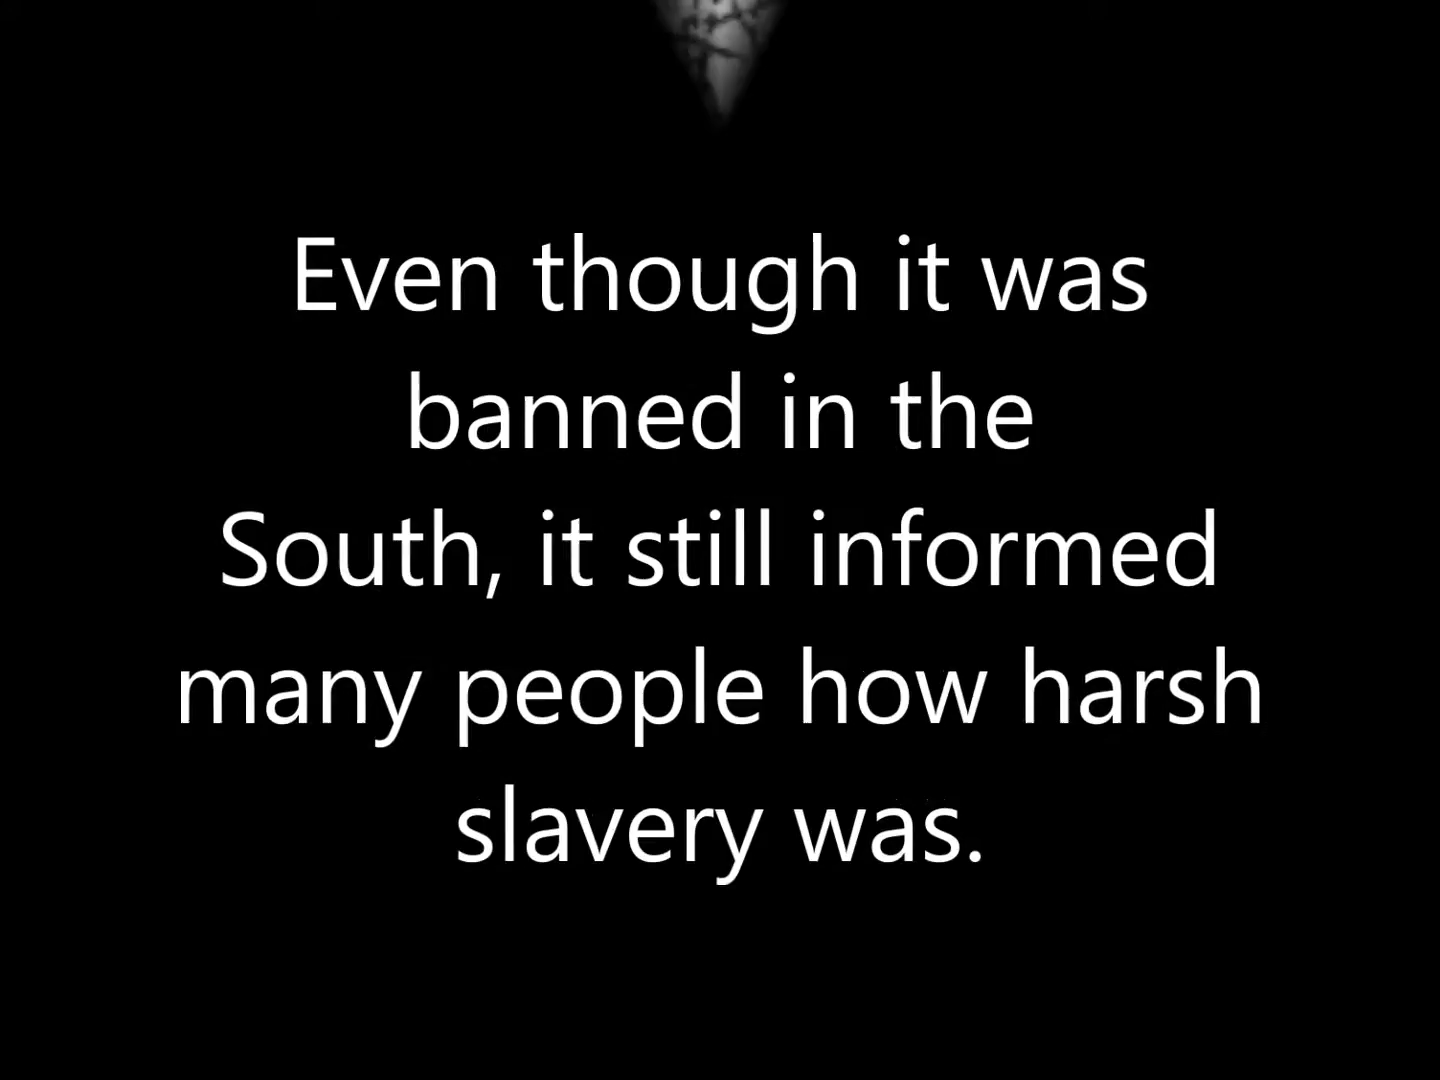 Even though it was
banned in the
South, it still informed
many people how harsh
slavery was.